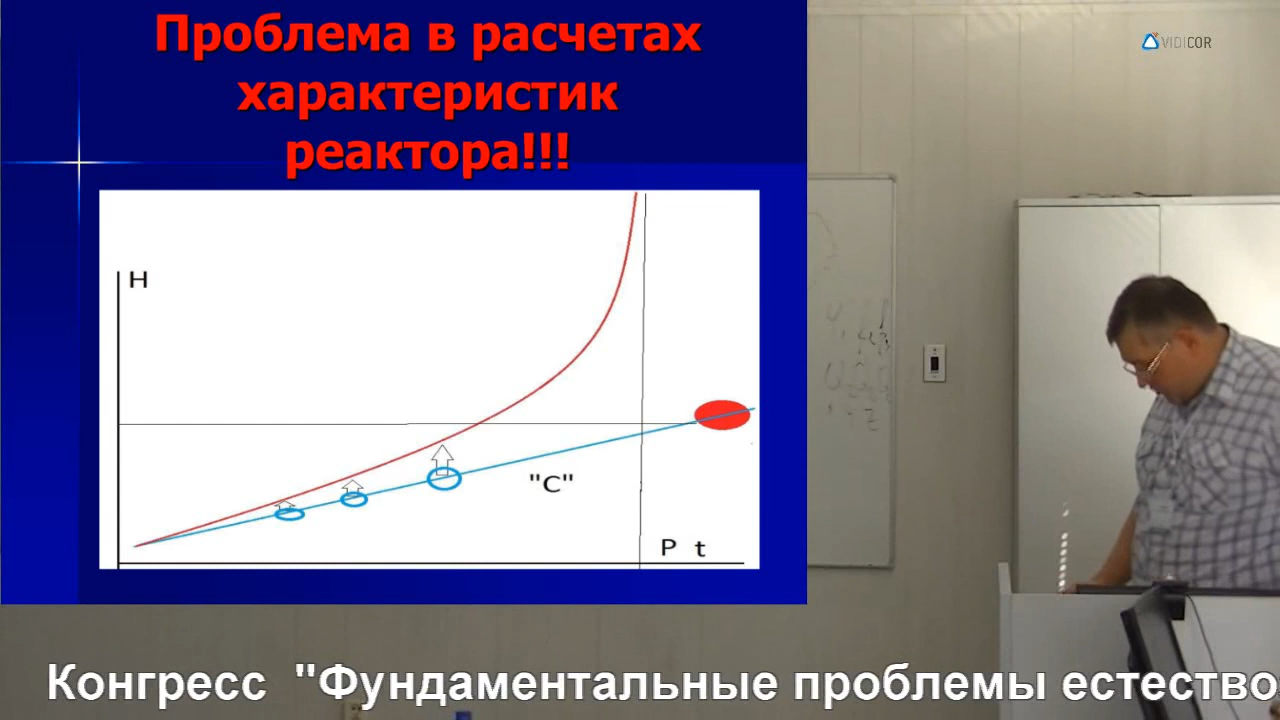 Проблема в расчетах
характеристик
реактора!!!
H
"C"
P t
VIDICOR
Конгресс "Фундаментальные проблемы естество